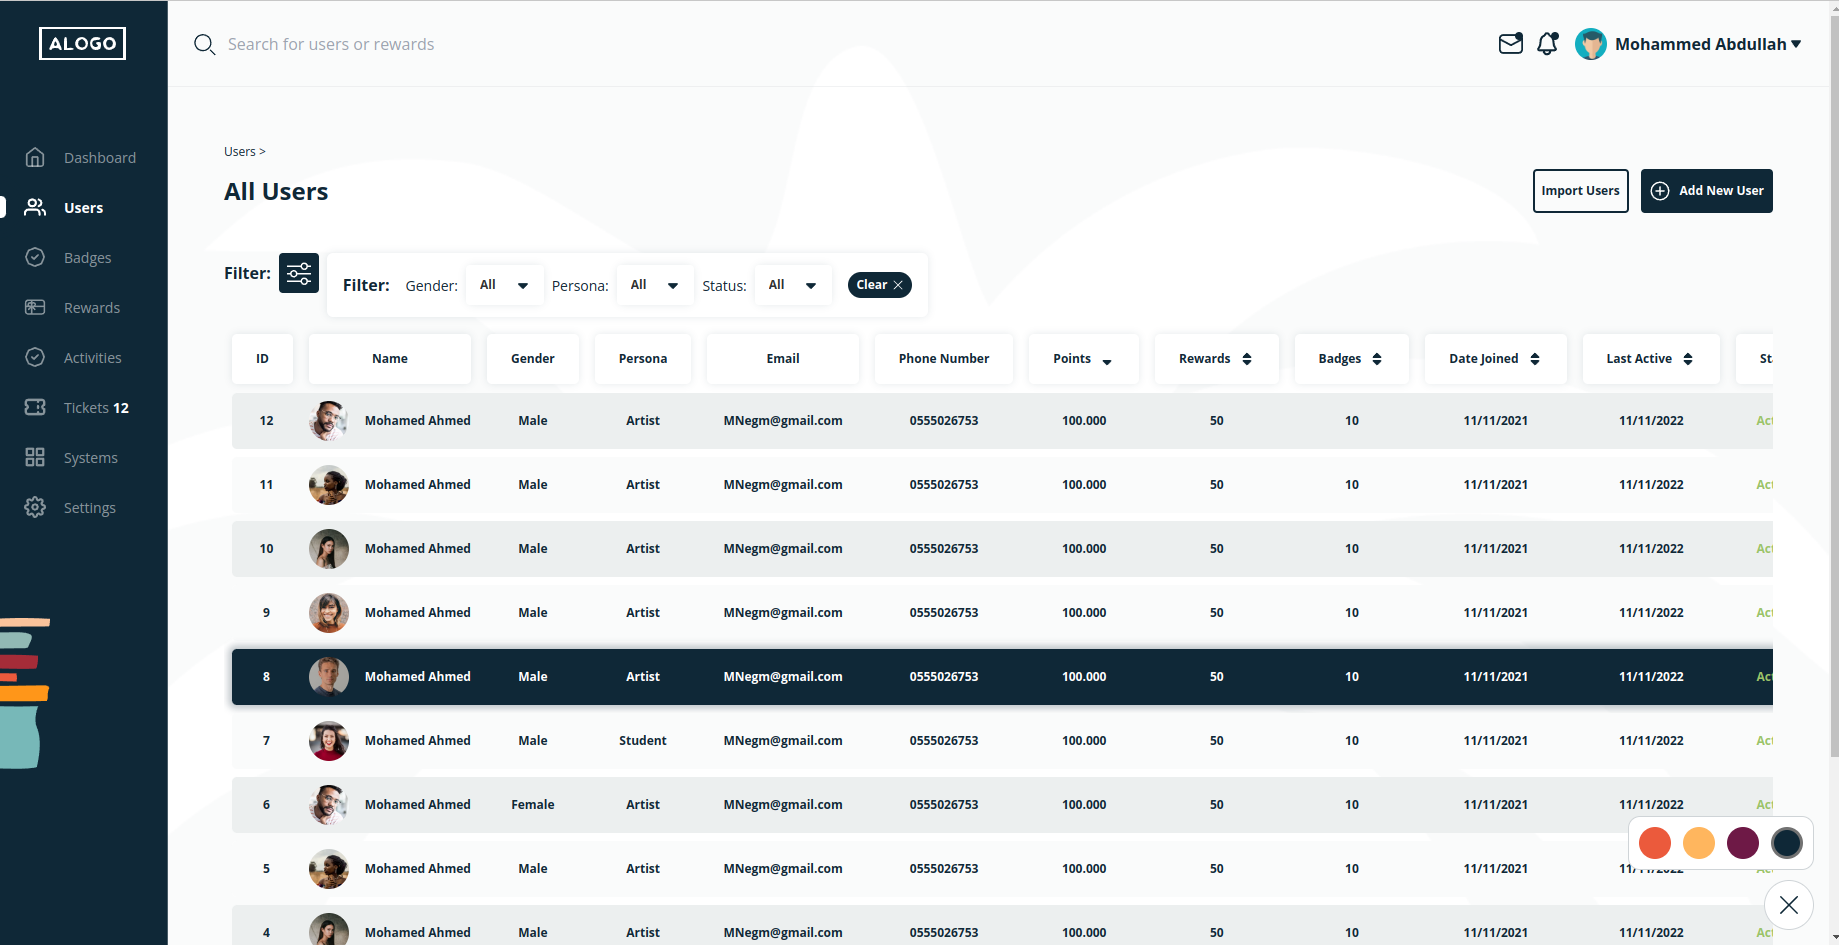 ALOGO
Search for users or rewards
Mohammed Abdullah
Dashboard
Users
Badges
Rewards
Activities
Tickets 12
Systems
Settings
Users >
All Users
Import Users
Add New User
Filter:
Filter: Gender: All Persona: All Status: All Clear
ID Name Gender Persona Email Phone Number Points Rewards Badges Date Joined Last Active
12 Mohamed Ahmed Male Artist MNegm@gmail.com 0555026753 100.000 50 10 11/11/2021 11/11/2022
11 Mohamed Ahmed Male Artist MNegm@gmail.com 0555026753 100.000 50 10 11/11/2021 11/11/2022
10 Mohamed Ahmed Male Artist MNegm@gmail.com 0555026753 100.000 50 10 11/11/2021 11/11/2022
9 Mohamed Ahmed Male Artist MNegm@gmail.com 0555026753 100.000 50 10 11/11/2021 11/11/2022
8 Mohamed Ahmed Male Artist MNegm@gmail.com 0555026753 100.000 50 10 11/11/2021 11/11/2022
7 Mohamed Ahmed Male Student MNegm@gmail.com 0555026753 100.000 50 10 11/11/2021 11/11/2022
6 Mohamed Ahmed Female Artist MNegm@gmail.com 0555026753 100.000 50 10 11/11/2021 11/11/2022
5 Mohamed Ahmed Male Artist MNegm@gmail.com 0555026753 100.000 50 10 11/11/2021
4 Mohamed Ahmed Male Artist MNegm@gmail.com 0555026753 100.000 50 10 11/11/2021 11/11/2022